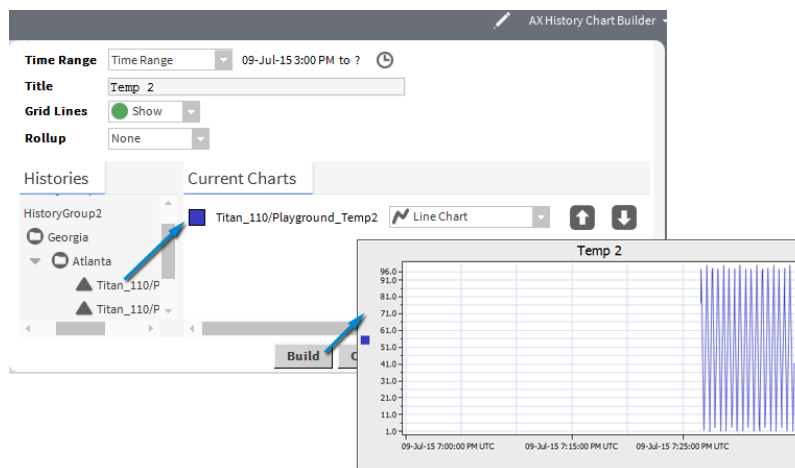 AX History Chart Builder
Time Range Time Range 09-Jul-15 3:00 PM to ?
Title Temp 2
Grid Lines Show
Rollup None
Histories Current Charts
HistoryGroup2
Titan_110/Playground_Temp2 Line Chart
Georgia
Atlanta
Titan_110/P
Titan_110/P
Build
Temp 2
96.0
91.0
81.0
71.0
61.0
51.0
41.0
31.0
21.0
11.0
1.0
09-Jul-15 7:00:00 PM UTC 09-Jul-15 7:15:00 PM UTC 09-Jul-15 7:25:00 PM UTC